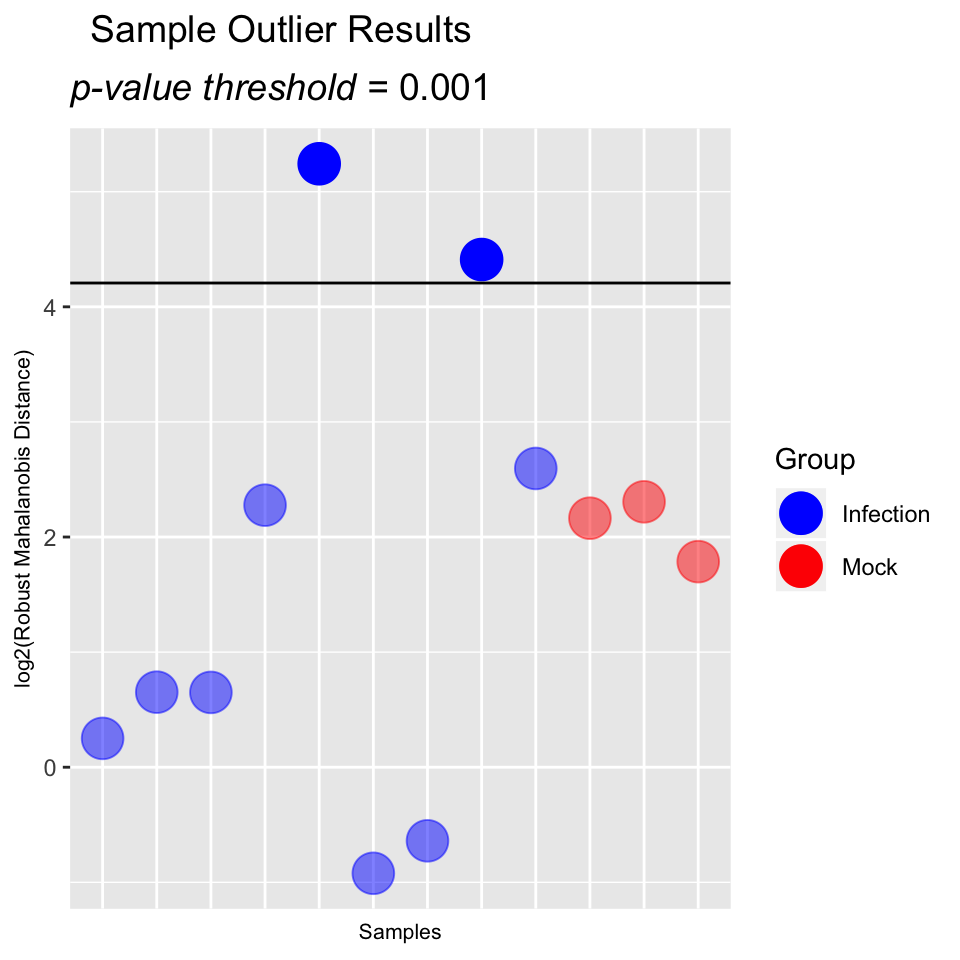 Sample Outlier Results
p-value threshold = 0.001
log2(Robust Mahalanobis Distance)
4
2
0
Samples
Group
Infection
Mock